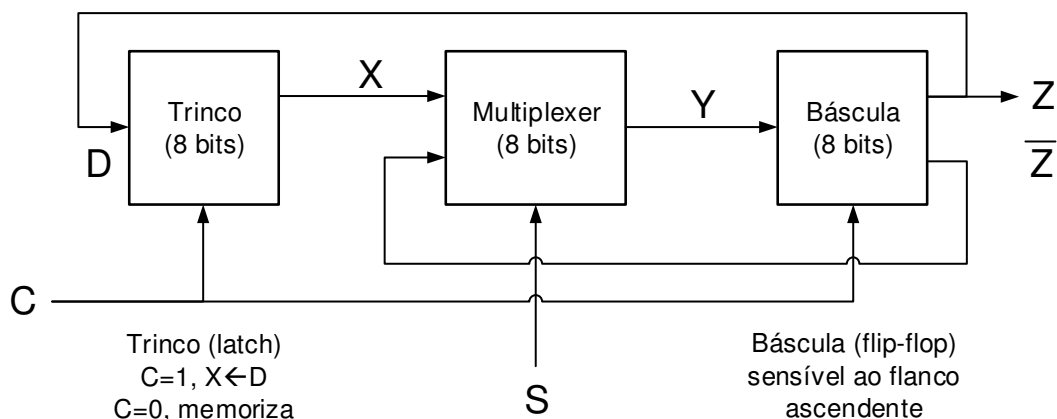 Trinco
(8 bits)
X
Multiplexer
(8 bits)
Y
Báscula
(8 bits)
Z
Z
D
C
S
Trinco (latch)
C=1, X←D
C=0, memoriza
Báscula (flip-flop)
sensível ao flanco
ascendente